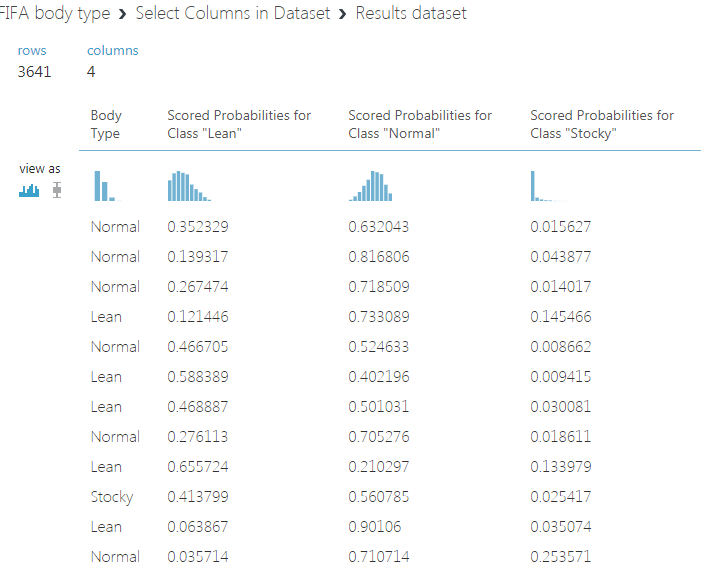 FIFA body type > Select Columns in Dataset > Results dataset
rows columns
3641 4
Body Scored Probabilities for Scored Probabilities for Scored Probabilities for
Type Class "Lean" Class "Normal" Class "Stocky"
view as
Normal 0.352329 0.632043 0.015627
Normal 0.139317 0.816806 0.043877
Normal 0.267474 0.718509 0.014017
Lean 0.121446 0.733089 0.145466
Normal 0.466705 0.524633 0.008662
Lean 0.588389 0.402196 0.009415
Lean 0.468887 0.501031 0.030081
Normal 0.276113 0.705276 0.018611
Lean 0.655724 0.210297 0.133979
Stocky 0.413799 0.560785 0.025417
Lean 0.063867 0.90106 0.035074
Normal 0.035714 0.710714 0.253571